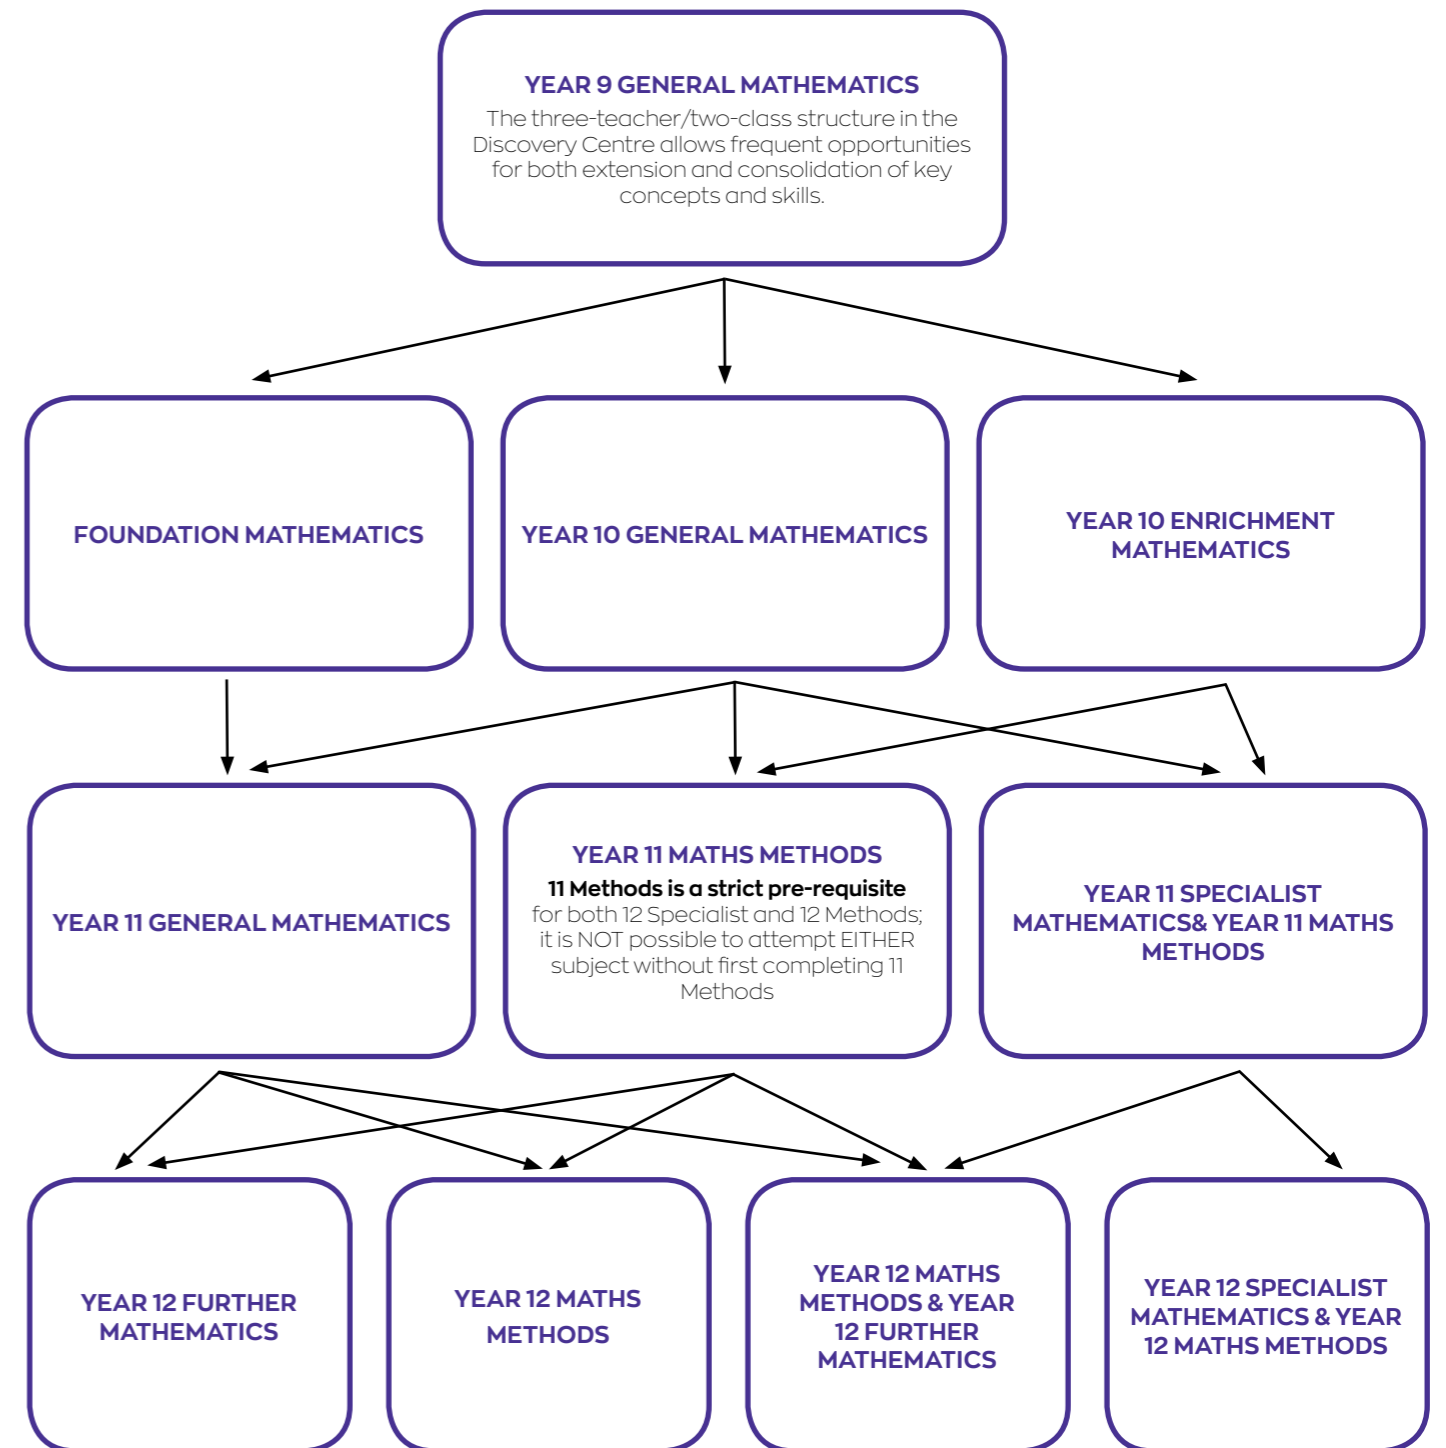 YEAR 9 GENERAL MATHEMATICS
The three-teacher/two-class structure in the
Discovery Centre allows frequent opportunities
for both extension and consolidation of key
concepts and skills.
FOUNDATION MATHEMATICS
YEAR 10 GENERAL MATHEMATICS
YEAR 10 ENRICHMENT
MATHEMATICS
YEAR 11 GENERAL MATHEMATICS
YEAR 11 MATHS METHODS
11 Methods is a strict pre-requisite
for both 12 Specialist and 12 Methods;
it is NOT possible to attempt EITHER
subject without first completing 11
Methods
YEAR 11 SPECIALIST
MATHEMATICS& YEAR 11 MATHS
METHODS
YEAR 12 FURTHER
MATHEMATICS
YEAR 12 MATHS
METHODS
YEAR 12 MATHS
METHODS & YEAR
12 FURTHER
MATHEMATICS
YEAR 12 SPECIALIST
MATHEMATICS & YEAR
12 MATHS METHODS